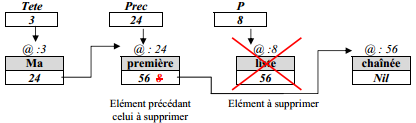 Tete Prec P
3 24 8
@ :3 @ : 24 @ :8 @ : 56
Ma première liste chaînée
24 56 8 56 Nil
Elément précédant Elément à supprimer
celui à supprimer